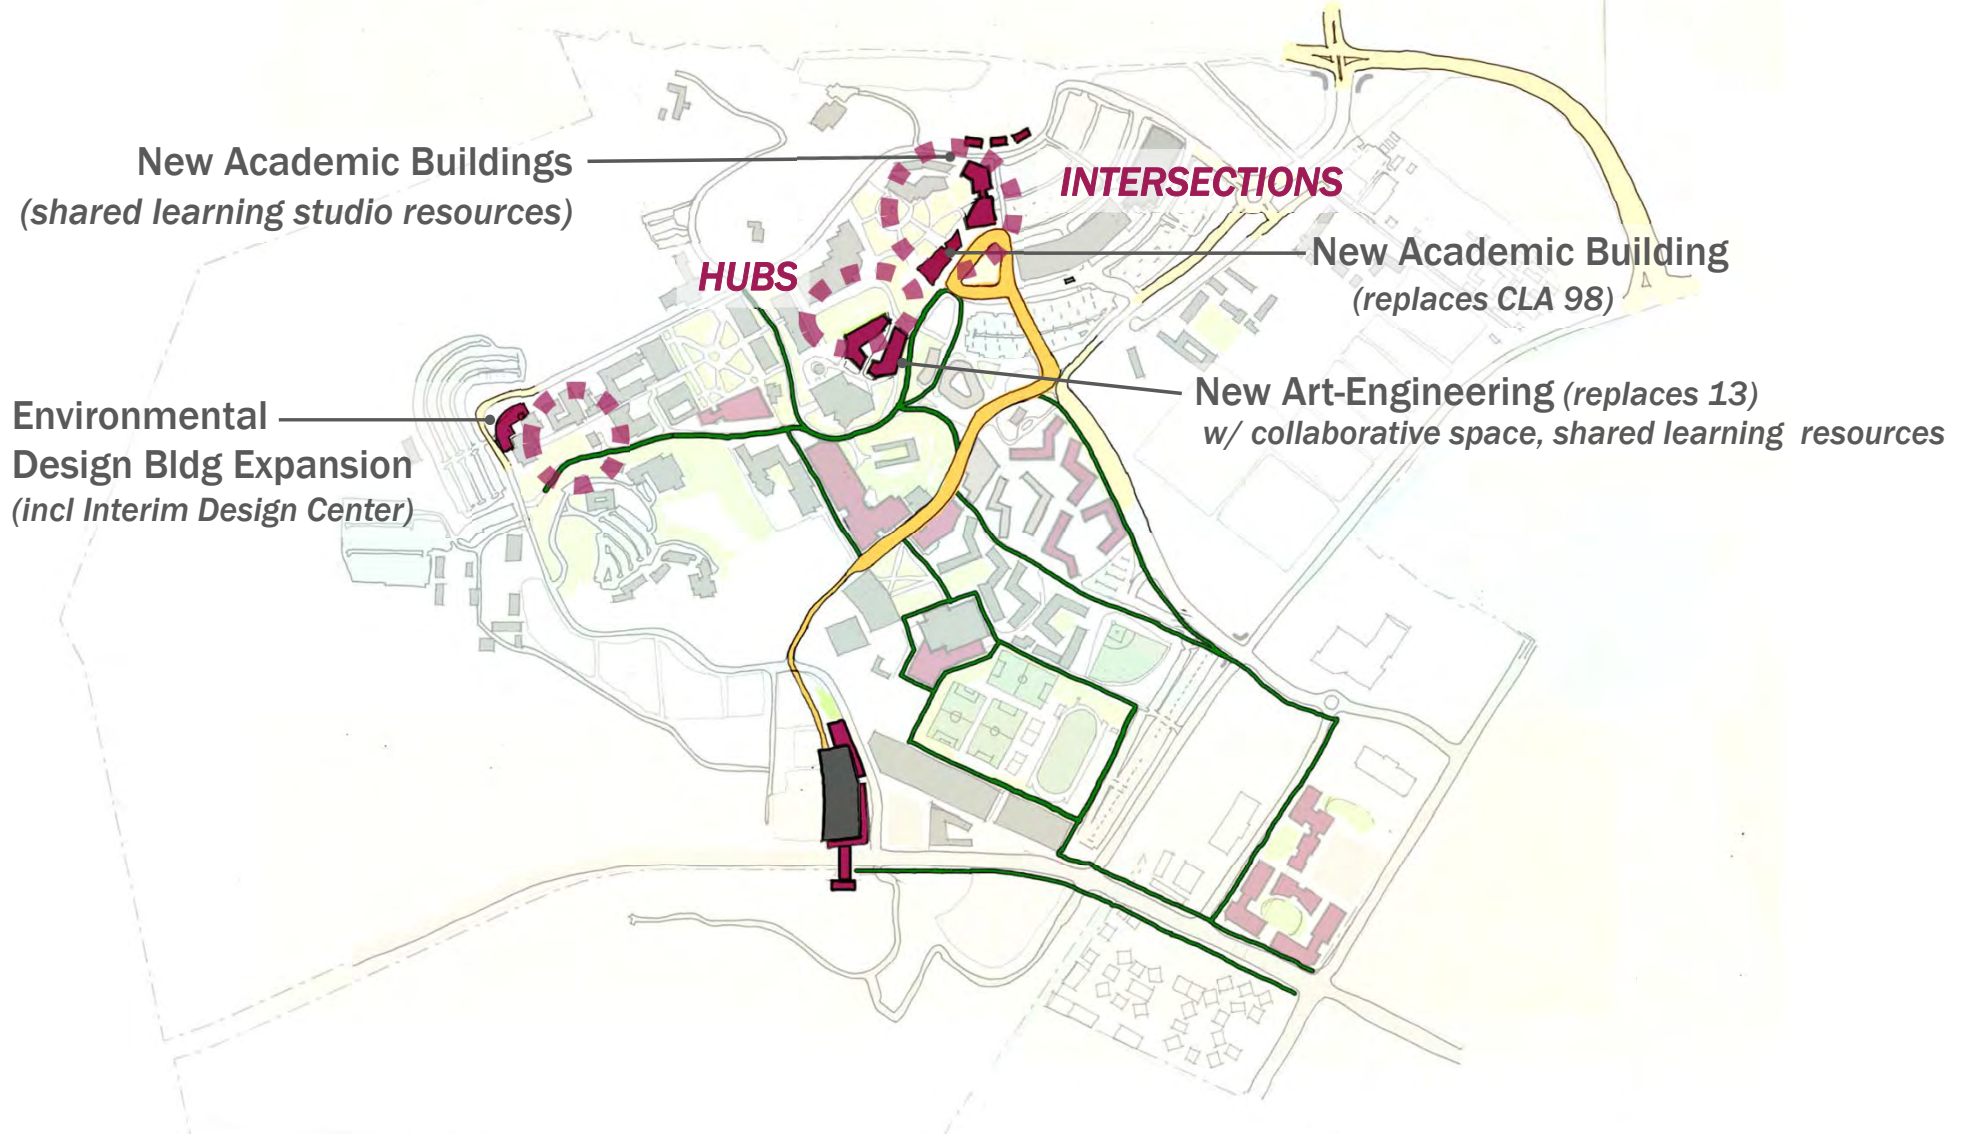 New Academic Buildings
(shared learning studio resources)
INTERSECTIONS
New Academic Building
(replaces CLA 98)
HUBS
New Art-Engineering (replaces 13)
w/ collaborative space, shared learning resources
Environmental
Design Bldg Expansion
(incl Interim Design Center)